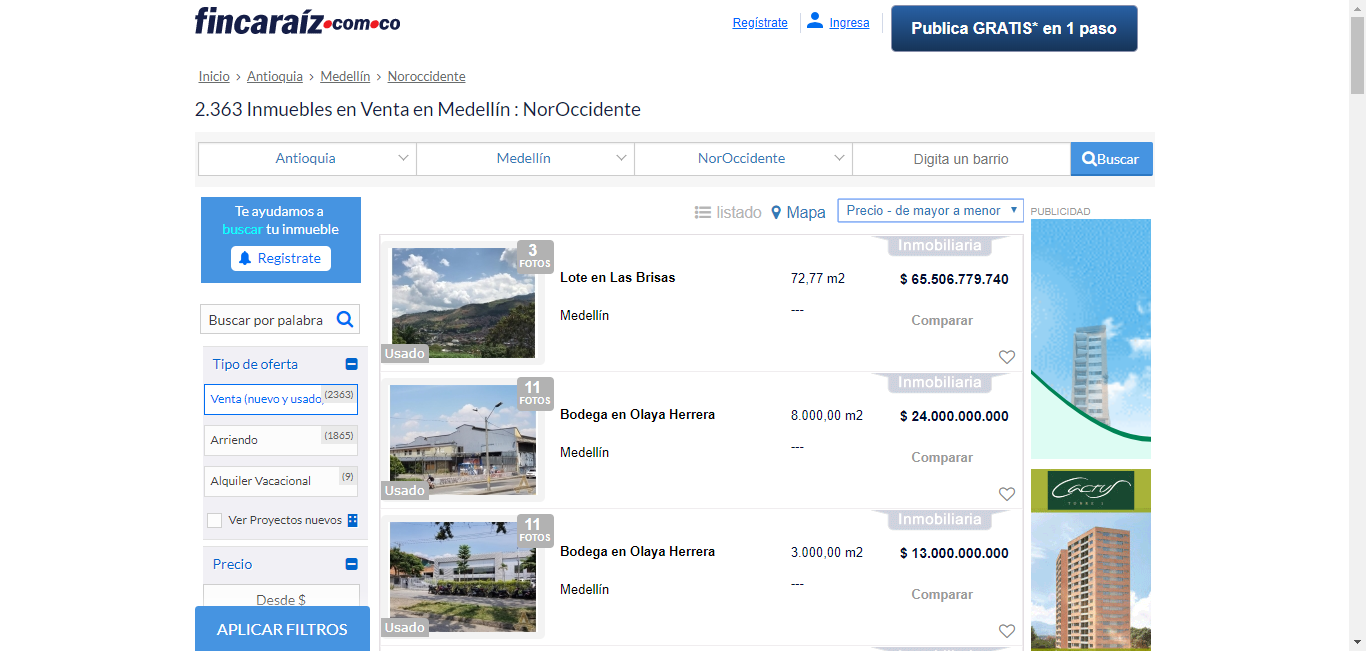 fincaraíz.com.co
Regístrate
Ingresa
Publica GRATIS* en 1 paso
Inicio › Antioquia › Medellín › Noroccidente
2.363 Inmuebles en Venta en Medellín : NorOccidente
Antioquia
Medellín
NorOccidente
Digita un barrio
Buscar
Te ayudamos a
buscar tu inmueble
Registrate
Buscar por palabra
Tipo de oferta
Venta (nuevo y usado)
(2363)
Arriendo
(1865)
Alquiler Vacacional
(9)
Ver Proyectos nuevos
Precio
Desde $
APLICAR FILTROS
listado
Mapa
Precio - de mayor a menor
PUBLICIDAD
3
FOTOS
Usado
Lote en Las Brisas
Medellín
72,77 m2
---
Inmobiliaria
$ 65.506.779.740
Comparar
11
FOTOS
Usado
Bodega en Olaya Herrera
Medellín
8.000,00 m2
---
Inmobiliaria
$ 24.000.000.000
Comparar
11
FOTOS
Usado
Bodega en Olaya Herrera
Medellín
3.000,00 m2
---
Inmobiliaria
$ 13.000.000.000
Comparar
Inmobiliaria
Cactus